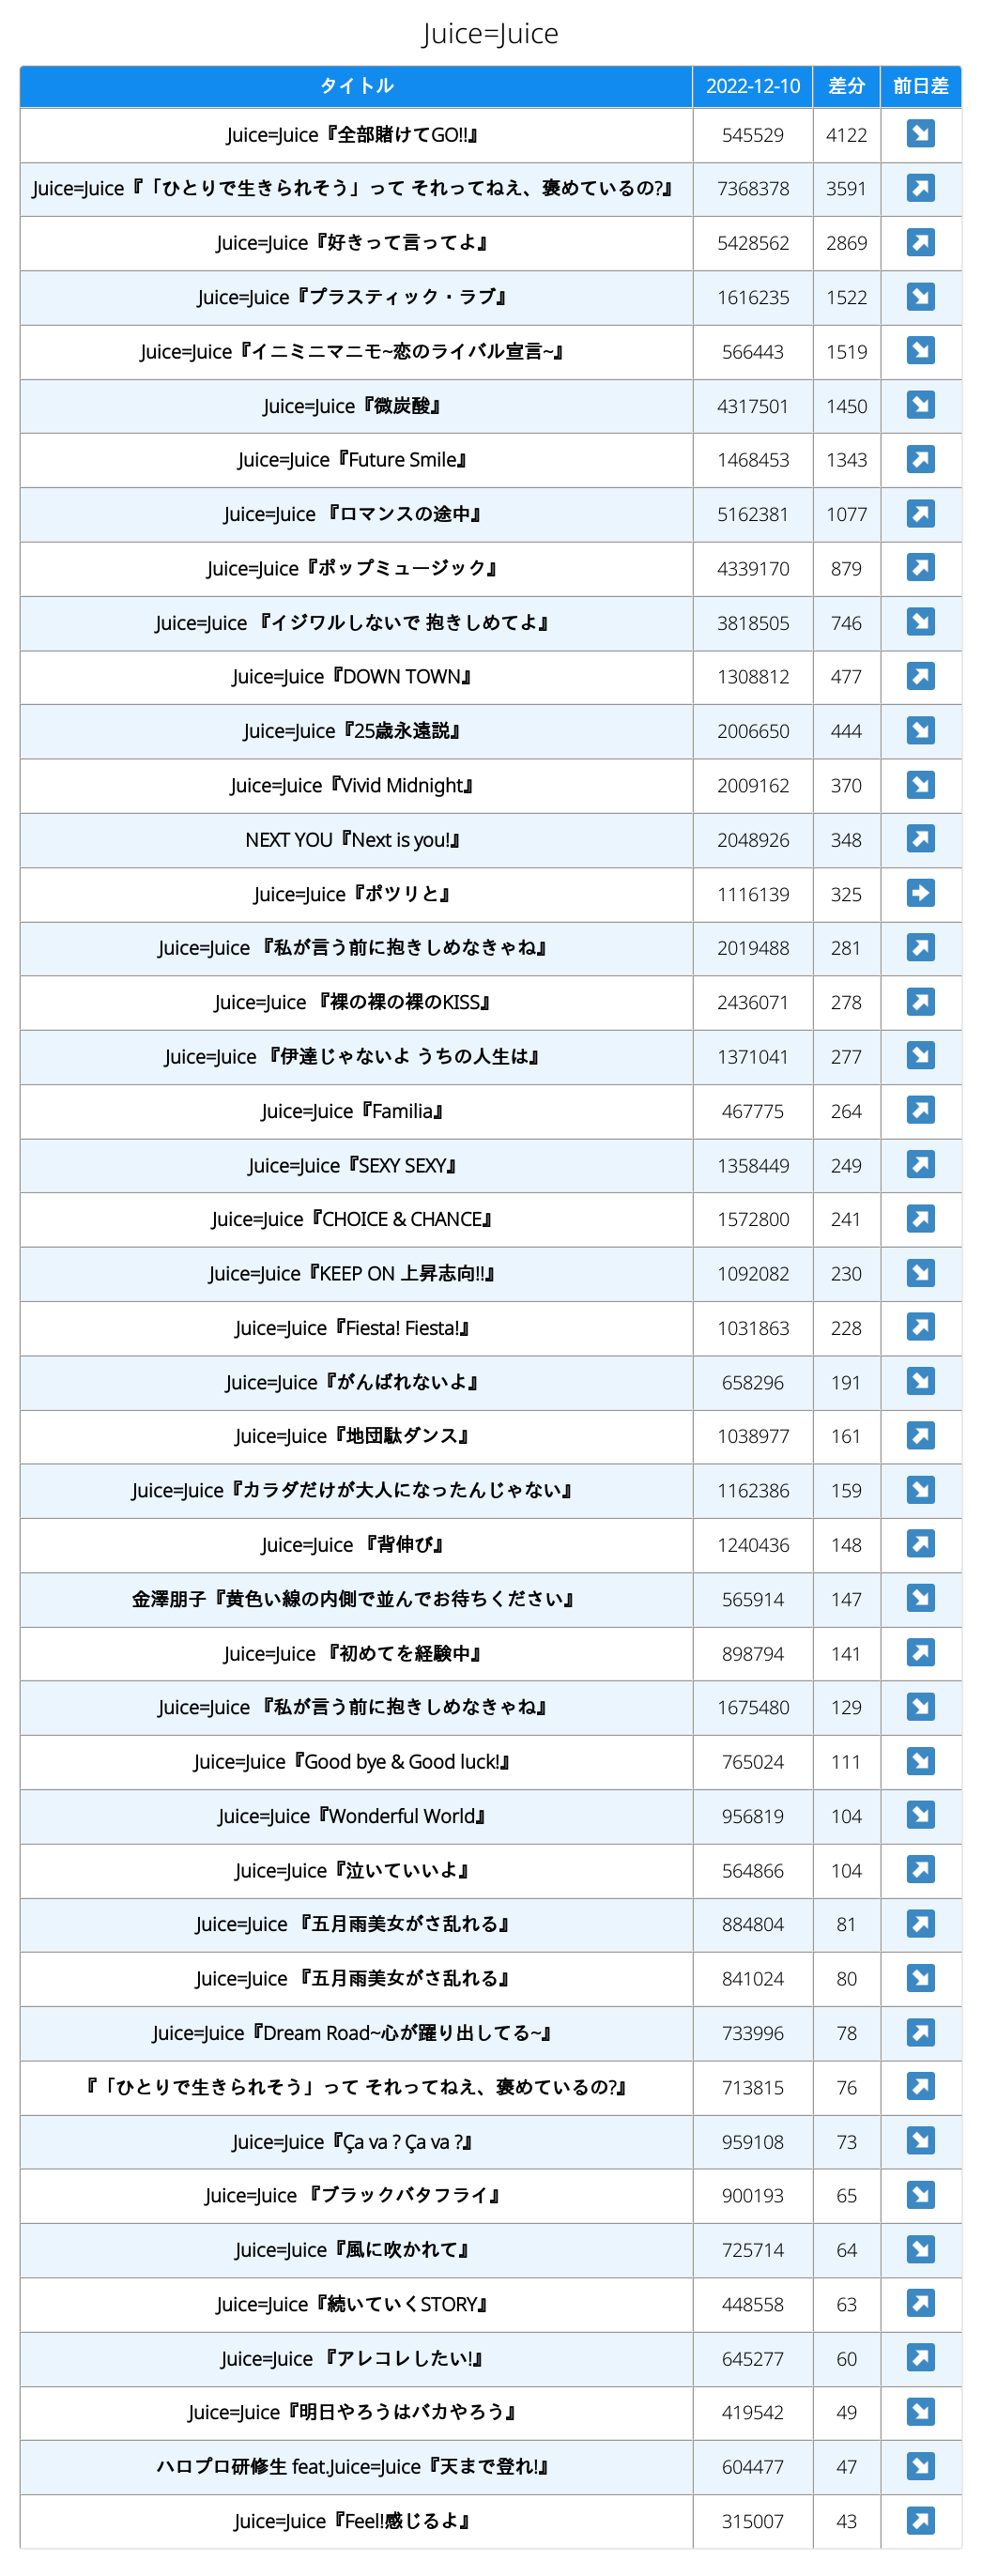 Juice=Juice
タイトル 2022-12-10 差分 前日差
Juice=Juice『全部賭けてGO!!』 545529 4122 ↘
Juice=Juice『「ひとりで生きられそう」って それってねえ、褒めているの?』 7368378 3591 ↗
Juice=Juice『好きって言ってよ』 5428562 2869 ↗
Juice=Juice『プラスティック・ラブ』 1616235 1522 ↘
Juice=Juice『イニミニマニモ~恋のライバル宣言~』 566443 1519 ↘
Juice=Juice『微炭酸』 4317501 1450 ↘
Juice=Juice『Future Smile』 1468453 1343 ↗
Juice=Juice 『ロマンスの途中』 5162381 1077 ↗
Juice=Juice『ポップミュージック』 4339170 879 ↗
Juice=Juice 『イジワルしないで 抱きしめてよ』 3818505 746 ↘
Juice=Juice『DOWN TOWN』 1308812 477 ↗
Juice=Juice『25歳永遠説』 2006650 444 ↘
Juice=Juice『Vivid Midnight』 2009162 370 ↘
NEXT YOU『Next is you!』 2048926 348 ↗
Juice=Juice『ポツリと』 1116139 325 ➡
Juice=Juice 『私が言う前に抱きしめなきゃね』 2019488 281 ↗
Juice=Juice 『裸の裸の裸のKISS』 2436071 278 ↗
Juice=Juice 『伊達じゃないよ うちの人生は』 1371041 277 ↘
Juice=Juice『Familia』 467775 264 ↗
Juice=Juice『SEXY SEXY』 1358449 249 ↗
Juice=Juice『CHOICE & CHANCE』 1572800 241 ↗
Juice=Juice『KEEP ON 上昇志向!!』 1092082 230 ↘
Juice=Juice『Fiesta! Fiesta!』 1031863 228 ↗
Juice=Juice『がんばれないよ』 658296 191 ↘
Juice=Juice『地団駄ダンス』 1038977 161 ↗
Juice=Juice『カラダだけが大人になったんじゃない』 1162386 159 ↘
Juice=Juice 『背伸び』 1240436 148 ↗
金澤朋子『黄色い線の内側で並んでお待ちください』 565914 147 ↘
Juice=Juice 『初めてを経験中』 898794 141 ↗
Juice=Juice 『私が言う前に抱きしめなきゃね』 1675480 129 ↘
Juice=Juice『Good bye & Good luck!』 765024 111 ↘
Juice=Juice『Wonderful World』 956819 104 ↘
Juice=Juice『泣いていいよ』 564866 104 ↗
Juice=Juice 『五月雨美女がさ乱れる』 884804 81 ↗
Juice=Juice 『五月雨美女がさ乱れる』 841024 80 ↘
Juice=Juice『Dream Road~心が躍り出してる~』 733996 78 ↗
『「ひとりで生きられそう」って それってねえ、褒めているの?』 713815 76 ↗
Juice=Juice『Ça va ? Ça va ?』 959108 73 ↘
Juice=Juice 『ブラックバタフライ』 900193 65 ↘
Juice=Juice『風に吹かれて』 725714 64 ↘
Juice=Juice『続いていくSTORY』 448558 63 ↗
Juice=Juice 『アレコレしたい!』 645277 60 ↗
Juice=Juice『明日やろうはバカやろう』 419542 49 ↘
ハロプロ研修生 feat.Juice=Juice『天まで登れ!』 604477 47 ↘
Juice=Juice『Feel!感じるよ』 315007 43 ↗